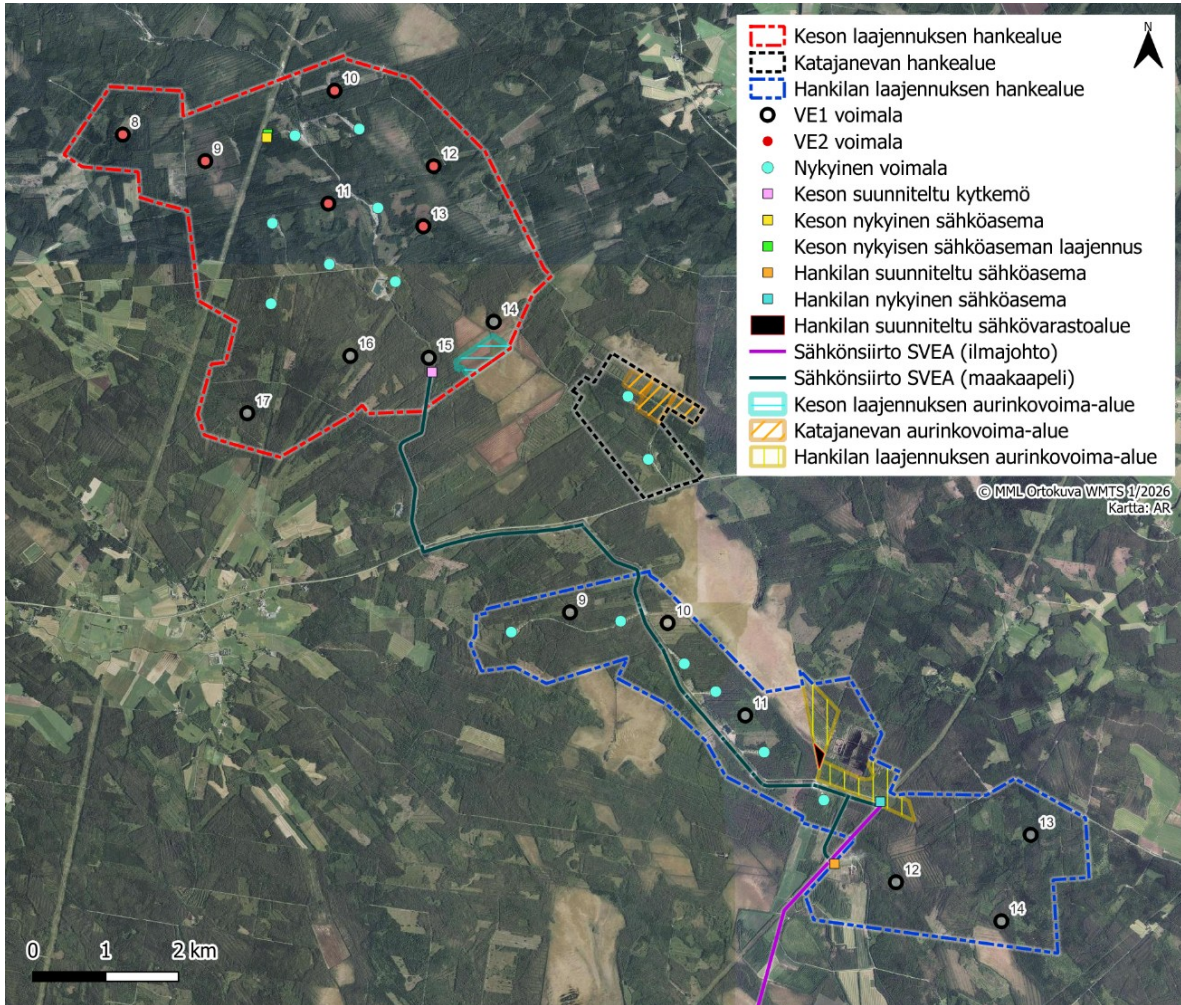 N
Keson laajennuksen hankealue
Katajanevan hankealue
Hankilan laajennuksen hankealue
VE1 voimala
VE2 voimala
Nykyinen voimala
Keson suunniteltu kytkemö
Keson nykyinen sähköasema
Keson nykyisen sähköaseman laajennus
Hankilan suunniteltu sähköasema
Hankilan nykyinen sähköasema
Hankilan suunniteltu sähkövarastoalue
Sähkönsiirto SVEA (ilmajohto)
Sähkönsiirto SVEA (maakaapeli)
Keson laajennuksen aurinkovoima-alue
Katajanevan aurinkovoima-alue
Hankilan laajennuksen aurinkovoima-alue
© MML Ortokuva WMTS 1/2026
Kartta: AR
10
8
9
12
11
13
14
16
15
17
9
10
11
13
12
14
0 1 2 km